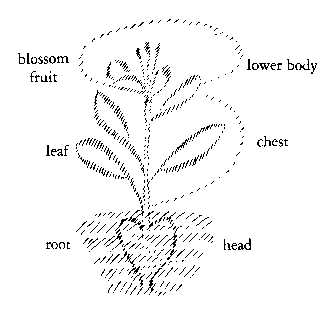 blossom
fruit
lower body
leaf
chest
root
head